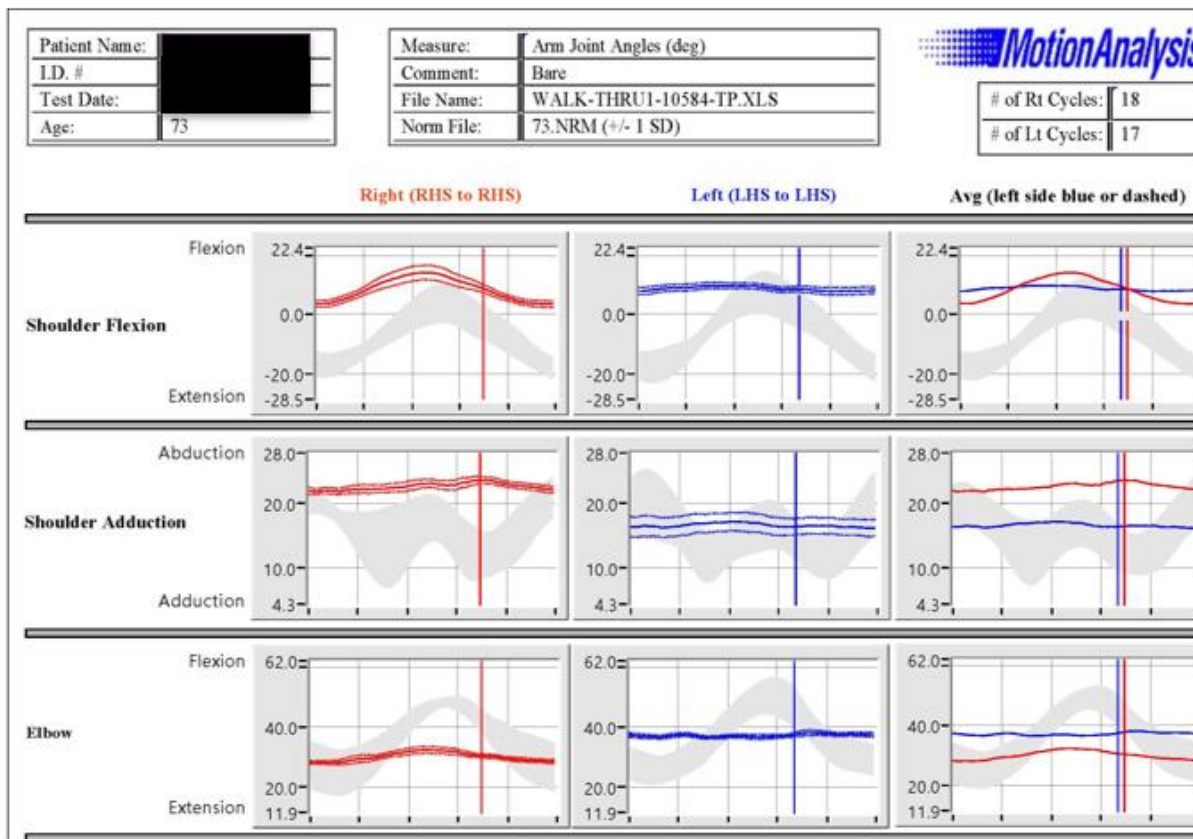 Patient Name:
I.D. #
Test Date:
Age: 73
Measure: Arm Joint Angles (deg)
Comment: Bare
File Name: WALK-THRU1-10584-TP.XLS
Norm File: 73.NRM (+/- 1 SD)
MotionAnalysis
# of Rt Cycles: 18
# of Lt Cycles: 17
Right (RHS to RHS) Left (LHS to LHS) Avg (left side blue or dashed)
Flexion 22.4 22.4 22.4
0.0 0.0 0.0
Shoulder Flexion
-20.0 -20.0 -20.0
Extension -28.5 -28.5 -28.5
Abduction 28.0 28.0 28.0
20.0 20.0 20.0
Shoulder Adduction
10.0 10.0 10.0
Adduction 4.3 4.3 4.3
Flexion 62.0 62.0 62.0
Elbow 40.0 40.0 40.0
20.0 20.0 20.0
Extension 11.9 11.9 11.9